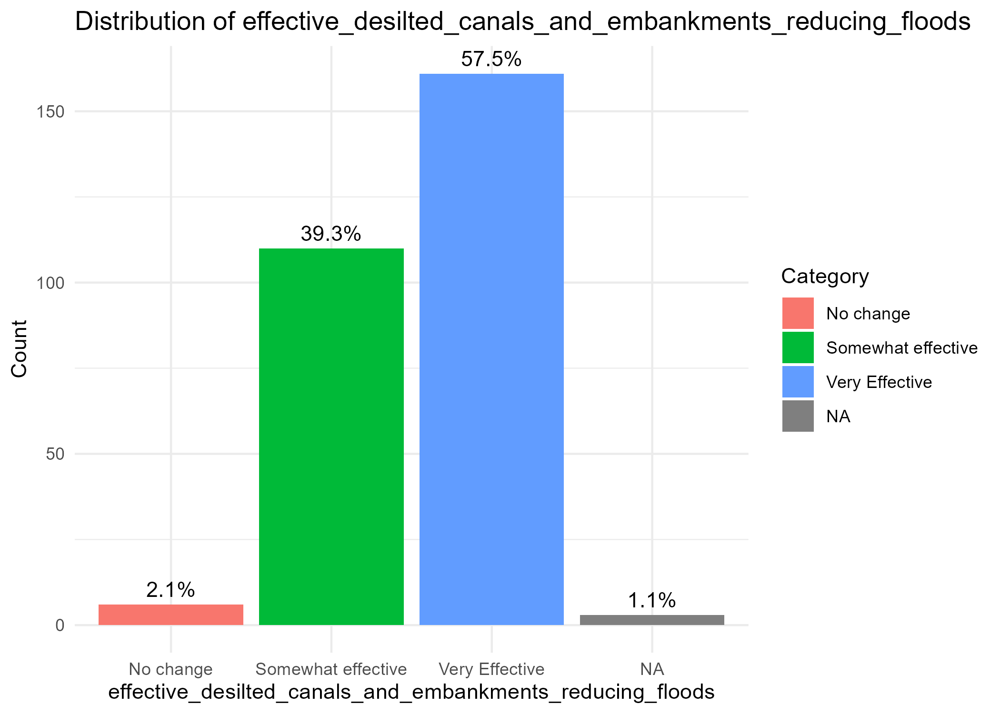 Distribution of effective_desilted_canals_and_embankments_reducing_floods
57.5%
39.3%
2.1%
1.1%
150
100
50
0
Count
No change
Somewhat effective
Very Effective
NA
effective_desilted_canals_and_embankments_reducing_floods
Category
No change
Somewhat effective
Very Effective
NA